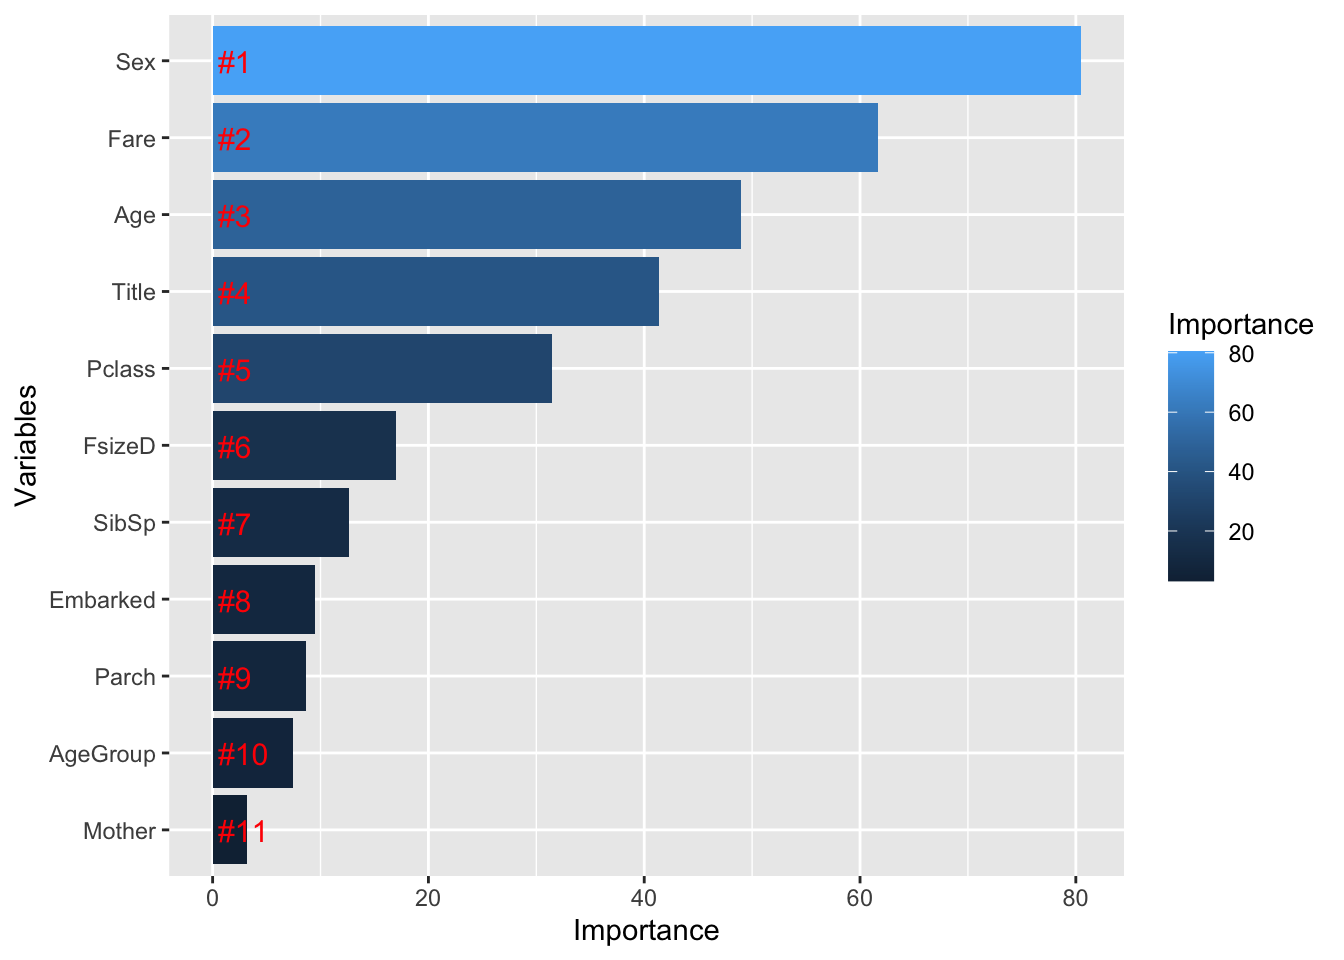 Sex #1
Fare #2
Age #3
Title #4
Pclass #5
FsizeD #6
SibSp #7
Embarked #8
Parch #9
AgeGroup #10
Mother #11
0 20 40 60 80
Importance
Variables
Importance
80
60
40
20